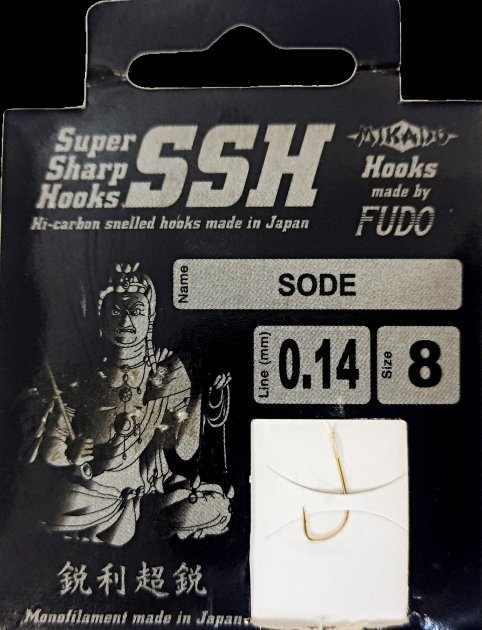 Super
Sharp
Hooks
SSH
Hi-carbon snelled hooks made in Japan
MIKADO
Hooks
made by
FUDO
Name
SODE
Line (mm)
0.14
Size
8
鋭利超鋭
Monofilament made in Japan